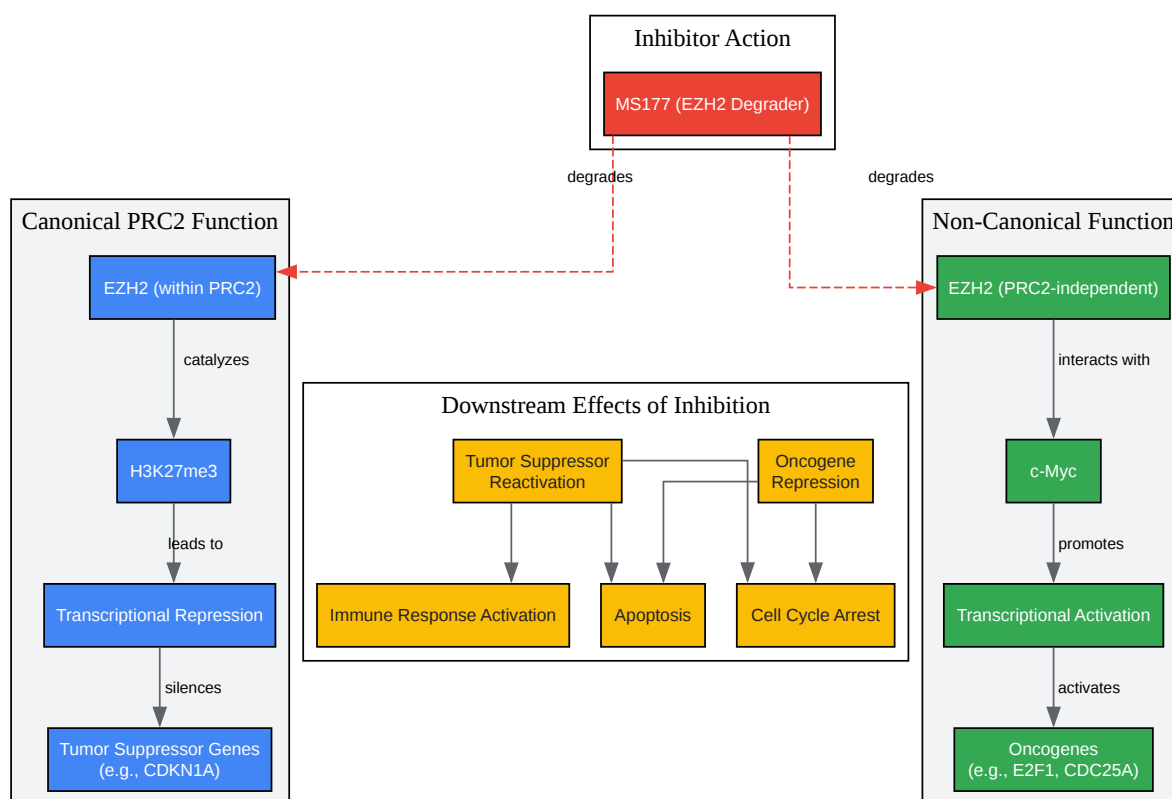 Inhibitor Action
MS177 (EZH2 Degrader)
degrades
degrades
Canonical PRC2 Function
EZH2 (within PRC2)
catalyzes
H3K27me3
leads to
Transcriptional Repression
silences
Tumor Suppressor Genes
(e.g., CDKN1A)
Downstream Effects of Inhibition
Tumor Suppressor
Reactivation
Oncogene
Repression
Immune Response Activation
Apoptosis
Cell Cycle Arrest
Non-Canonical Function
EZH2 (PRC2-independent)
interacts with
c-Myc
promotes
Transcriptional Activation
activates
Oncogenes
(e.g., E2F1, CDC25A)